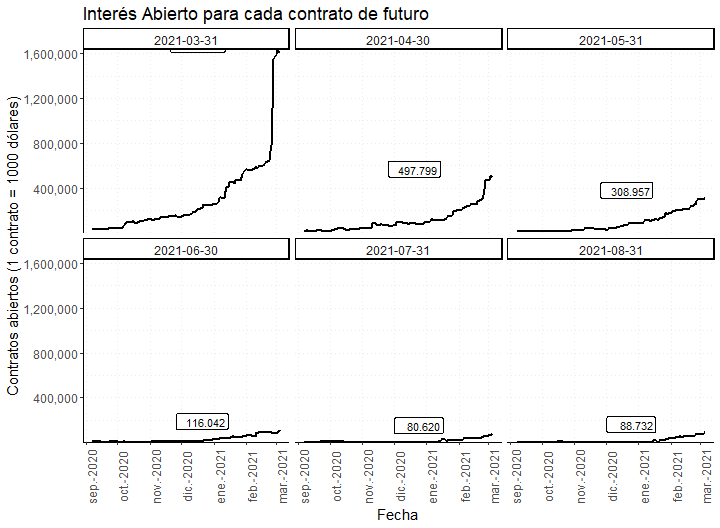 Interés Abierto para cada contrato de futuro
2021-03-31
2021-04-30
2021-05-31
1,600,000
1,200,000
800,000
400,000
497.799
308.957
2021-06-30
2021-07-31
2021-08-31
1,600,000
1,200,000
800,000
400,000
116.042
80.620
88.732
sep.-2020
oct.-2020
nov.-2020
dic.-2020
ene.-2021
feb.-2021
mar.-2021
sep.-2020
oct.-2020
nov.-2020
dic.-2020
ene.-2021
feb.-2021
mar.-2021
sep.-2020
oct.-2020
nov.-2020
dic.-2020
ene.-2021
feb.-2021
mar.-2021
Fecha
Contratos abiertos (1 contrato = 1000 dólares)